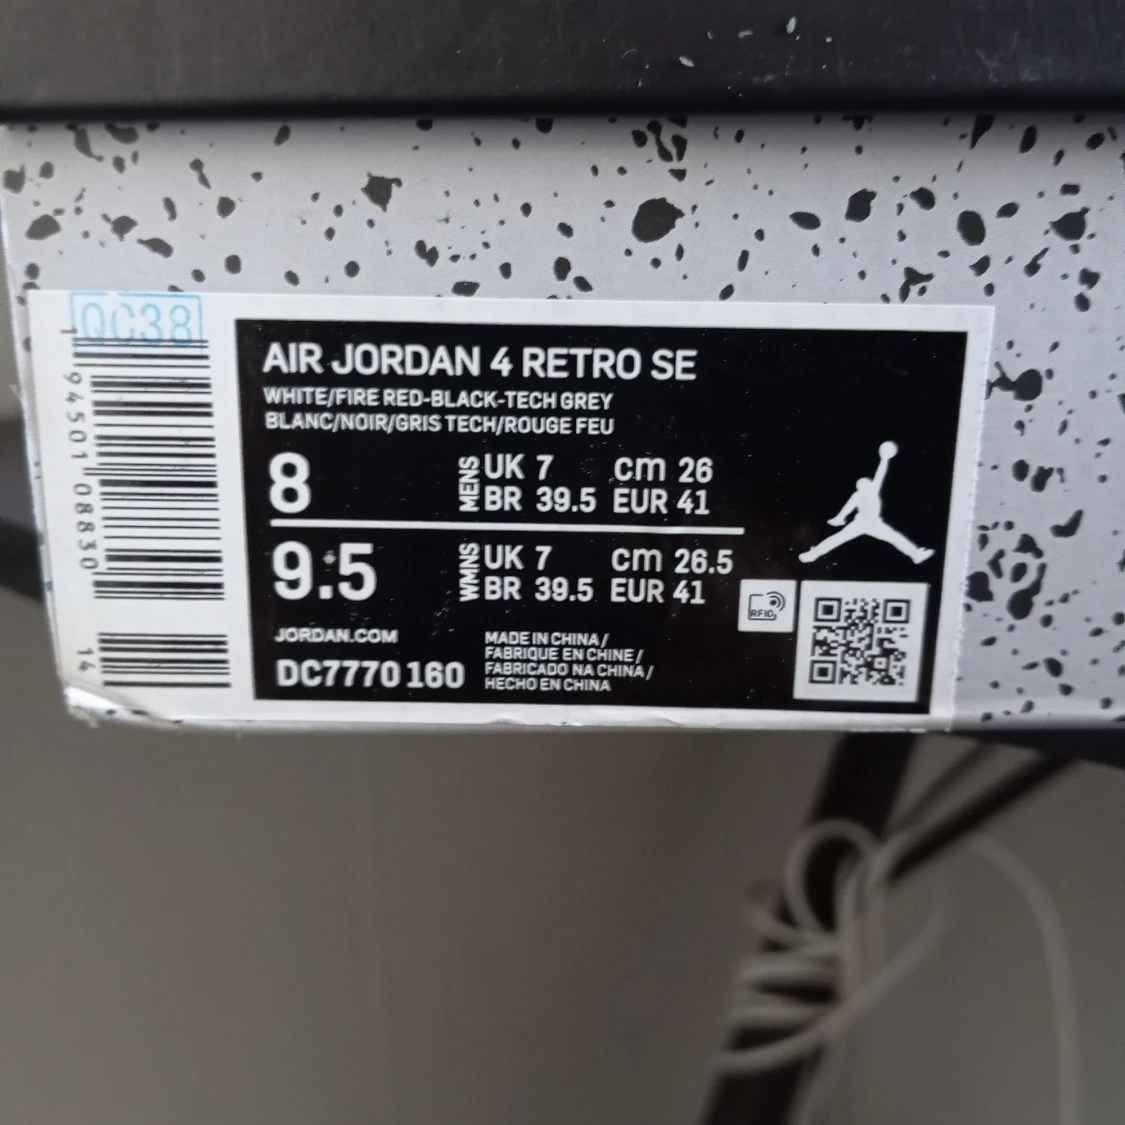 QC38
1 94501 08830
14
AIR JORDAN 4 RETRO SE
WHITE/FIRE RED-BLACK-TECH GREY
BLANC/NOIR/GRIS TECH/ROUGE FEU
8
MENS
UK 7 cm 26
BR 39.5 EUR 41
9.5
WMNS
UK 7 cm 26.5
BR 39.5 EUR 41
RFID
JORDAN.COM
DC7770 160
MADE IN CHINA/
FABRIQUE EN CHINE/
FABRICADO NA CHINA/
HECHO EN CHINA